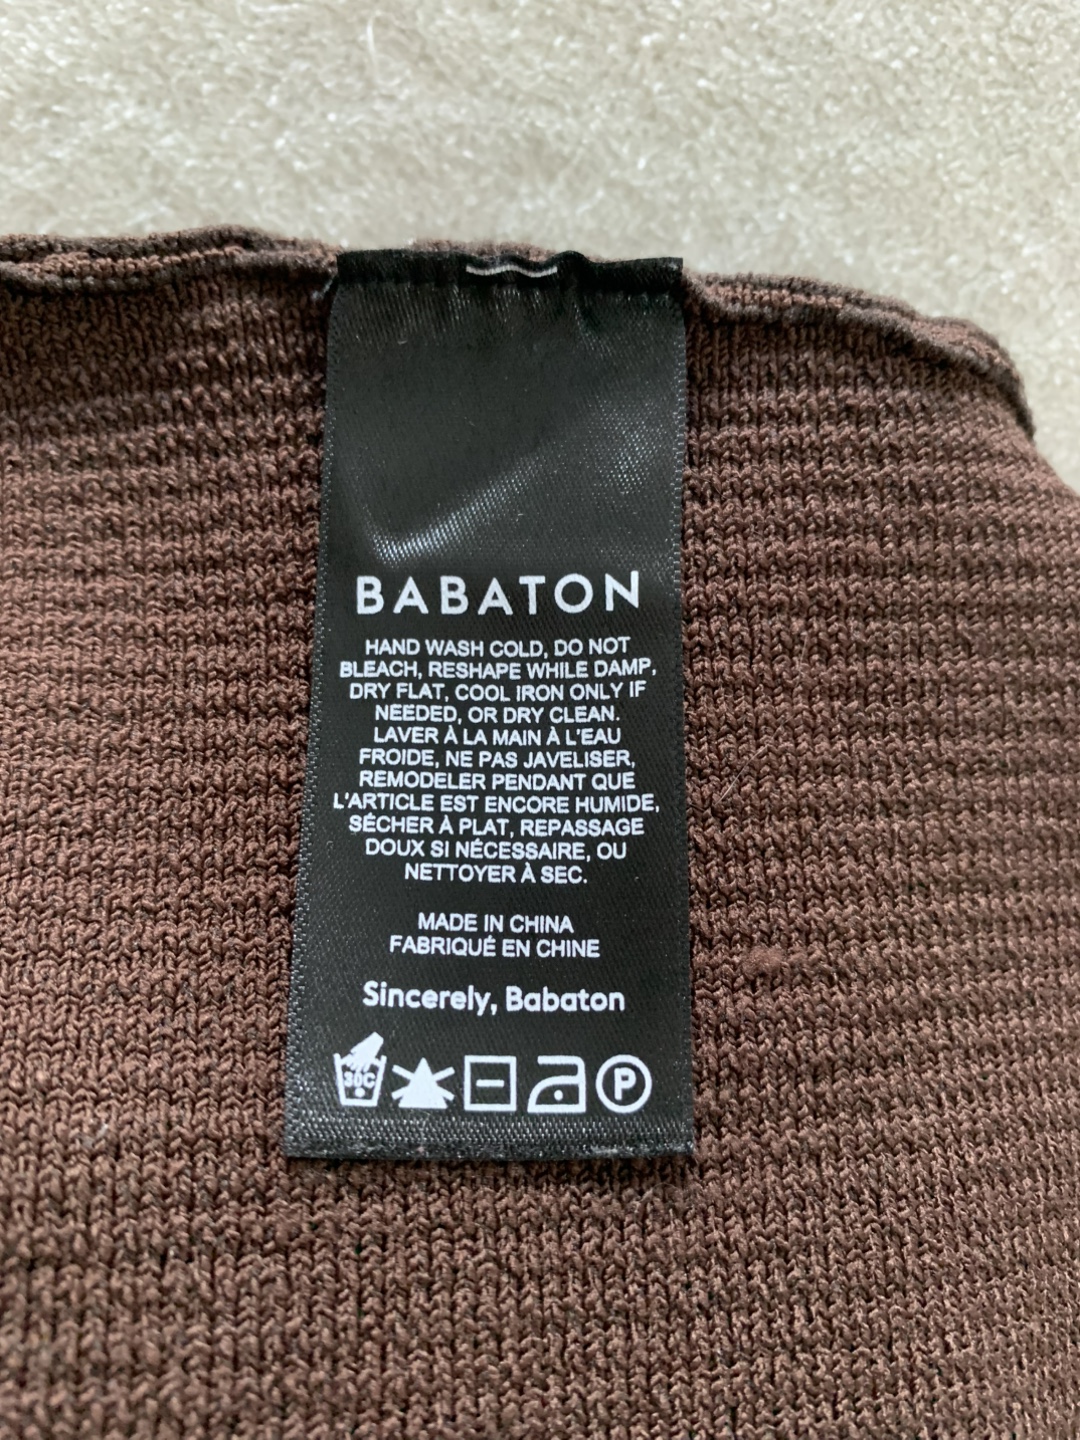 BABATON
HAND WASH COLD, DO NOT
BLEACH, RESHAPE WHILE DAMP,
DRY FLAT, COOL IRON ONLY IF
NEEDED, OR DRY CLEAN.
LAVER À LA MAIN À L'EAU
FROIDE, NE PAS JAVELISER,
REMODELER PENDANT QUE
L'ARTICLE EST ENCORE HUMIDE,
SÉCHER À PLAT, REPASSAGE
DOUX SI NÉCESSAIRE, OU
NETTOYER À SEC.
MADE IN CHINA
FABRIQUÉ EN CHINE
Sincerely, Babaton
30C P